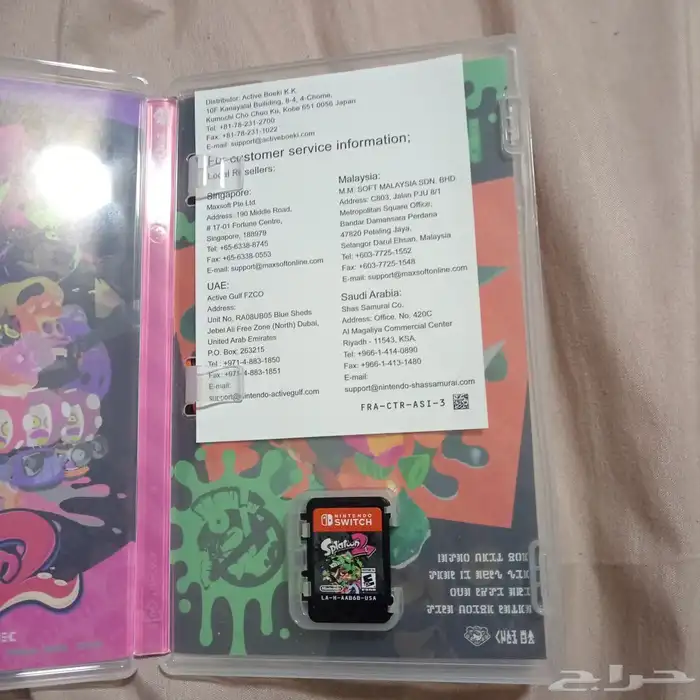 Distributor: Active Boeki K.K.
10F Kanayatai Building, 8-4, 4-Chome,
Kumochi Cho Chuo Ku, Kobe 651 0056 Japan
Tel: +81-78-231-2700
Fax: +81-78-231-1022
E-mail: support@activeboeki.com
For customer service information;
Local Resellers:
Singapore:
Maxsoft Pte Ltd.
Address: 190 Middle Road,
# 17-01 Fortune Centre,
Singapore, 188979
Tel: +65-6338-6745
Fax: +65-6338-0553
E-mail: support@maxsoftonline.com
Malaysia:
M.M. SOFT MALAYSIA SDN. BHD.
Address: C803, Jalan PJU 8/1
Metropolitan Square Office,
Bandar Damansara Perdana
47820 Petaling Jaya,
Selangor Darul Ehsan, Malaysia
Tel: +603-7725-1552
Fax: +603-7725-1548
E-mail: support@maxsoftonline.com
UAE:
Active Gulf FZCO
Address:
Unit No. RA08UB05 Blue Sheds
Jebel Ali Free Zone (North) Dubai,
United Arab Emirates
P.O. Box: 263215
Tel : +971-4-883-1850
Fax: +971-4-883-1851
E-mail:
support@nintendo-activegulf.com
Saudi Arabia:
Shas Samurai Co.
Address: Office, No. 420C
Al Magaliya Commercial Center
Riyadh - 11543, KSA.
Tel: +966-1-414-0890
Fax: +966-1-413-1480
E-mail:
support@nintendo-shassamurai.com
FRA-CTR-ASI-3
NINTENDO
SWITCH
Splatoon 2
LA-H-AAB6B-USA
حراج